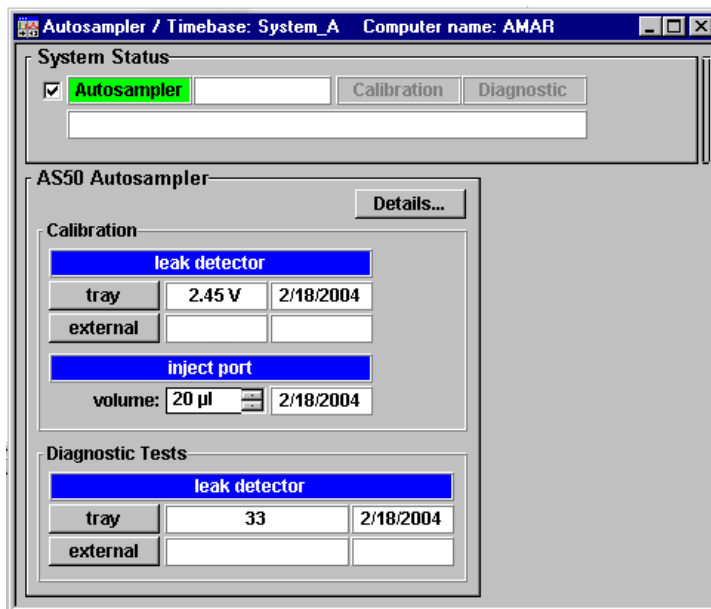 Autosampler / Timebase: System_A Computer name: AMAR
System Status
Autosampler Calibration Diagnostic
AS50 Autosampler
Details...
Calibration
leak detector
tray 2.45 V 2/18/2004
external
inject port
volume: 20 µl 2/18/2004
Diagnostic Tests
leak detector
tray 33 2/18/2004
external